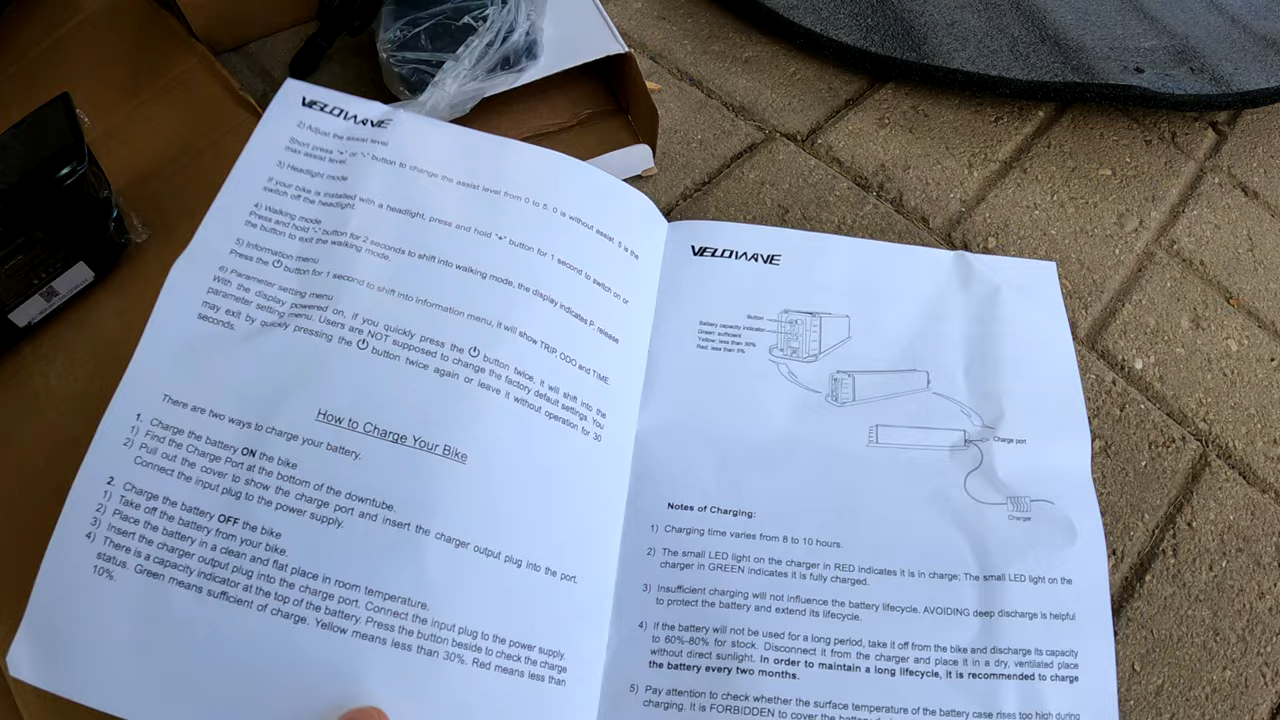 VELOWAVE
2) Adjust the assist level
Short press "+" or "-" button to change the assist level from 0 to 5. 0 is without assist. 5 is the
max assist level.
3) Headlight mode
If your bike is installed with a headlight, press and hold "+" button for 1 second to switch on or
switch off the headlight.
4) Walking mode
Press and hold "-" button for 2 seconds to shift into walking mode, the display indicates P. release
the button to exit the walking mode.
5) Information menu
Press the button for 1 second to shift into information menu, it will show TRIP, ODO and TIME.
6) Parameter setting menu
With the display powered on, if you quickly press the button twice, it will shift into the
parameter setting menu. Users are NOT supposed to change the factory default settings. You
may exit by quickly pressing the button twice again or leave it without operation for 30
seconds.
How to Charge Your Bike
There are two ways to charge your battery.
1. Charge the battery ON the bike
1) Find the Charge Port at the bottom of the downtube.
2) Pull out the cover to show the charge port and insert the charger output plug into the port.
Connect the input plug to the power supply.
2. Charge the battery OFF the bike
1) Take off the battery from your bike.
2) Place the battery in a clean and flat place in room temperature.
3) Insert the charger output plug into the charge port. Connect the input plug to the power supply.
4) There is a capacity indicator at the top of the battery. Press the button beside to check the charge
status. Green means sufficient of charge. Yellow means less than 30%. Red means less than
10%.
VELOWAVE
Button
Battery capacity indicator
Green: sufficient
Yellow: less than 30%
Red: less than 5%
Charge port
Charger
Notes of Charging:
1) Charging time varies from 8 to 10 hours.
2) The small LED light on the charger in RED indicates it is in charge; The small LED light on the
charger in GREEN indicates it is fully charged.
3) Insufficient charging will not influence the battery lifecycle. AVOIDING deep discharge is helpful
to protect the battery and extend its lifecycle.
4) If the battery will not be used for a long period, take it off from the bike and discharge its capacity
to 60%-80% for stock. Disconnect it from the charger and place it in a dry, ventilated place
without direct sunlight. In order to maintain a long lifecycle, it is recommended to charge
the battery every two months.
5) Pay attention to check whether the surface temperature of the battery case rises too high during
charging. It is FORBIDDEN to cover the